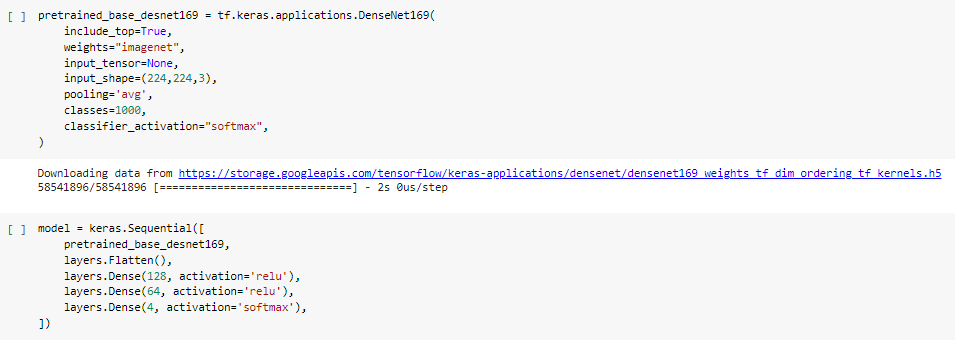 [ ] pretrained_base_desnet169 = tf.keras.applications.DenseNet169(
    include_top=True,
    weights="imagenet",
    input_tensor=None,
    input_shape=(224,224,3),
    pooling='avg',
    classes=1000,
    classifier_activation="softmax",
)
Downloading data from https://storage.googleapis.com/tensorflow/keras-applications/densenet/densenet169_weights_tf_dim_ordering_tf_kernels.h5
58541896/58541896 [==============================] - 2s 0us/step
[ ] model = keras.Sequential([
    pretrained_base_desnet169,
    layers.Flatten(),
    layers.Dense(128, activation='relu'),
    layers.Dense(64, activation='relu'),
    layers.Dense(4, activation='softmax'),
])